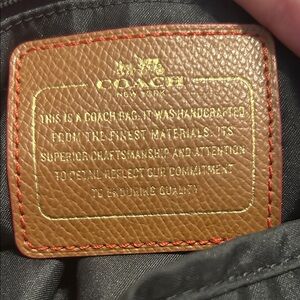 COACH
NEW YORK
THIS IS A COACH BAG. IT WAS HANDCRAFTED
FROM THE FINEST MATERIALS. ITS
SUPERIOR CRAFTSMANSHIP AND ATTENTION
TO DETAIL REFLECT OUR COMMITMENT
TO ENDURING QUALITY